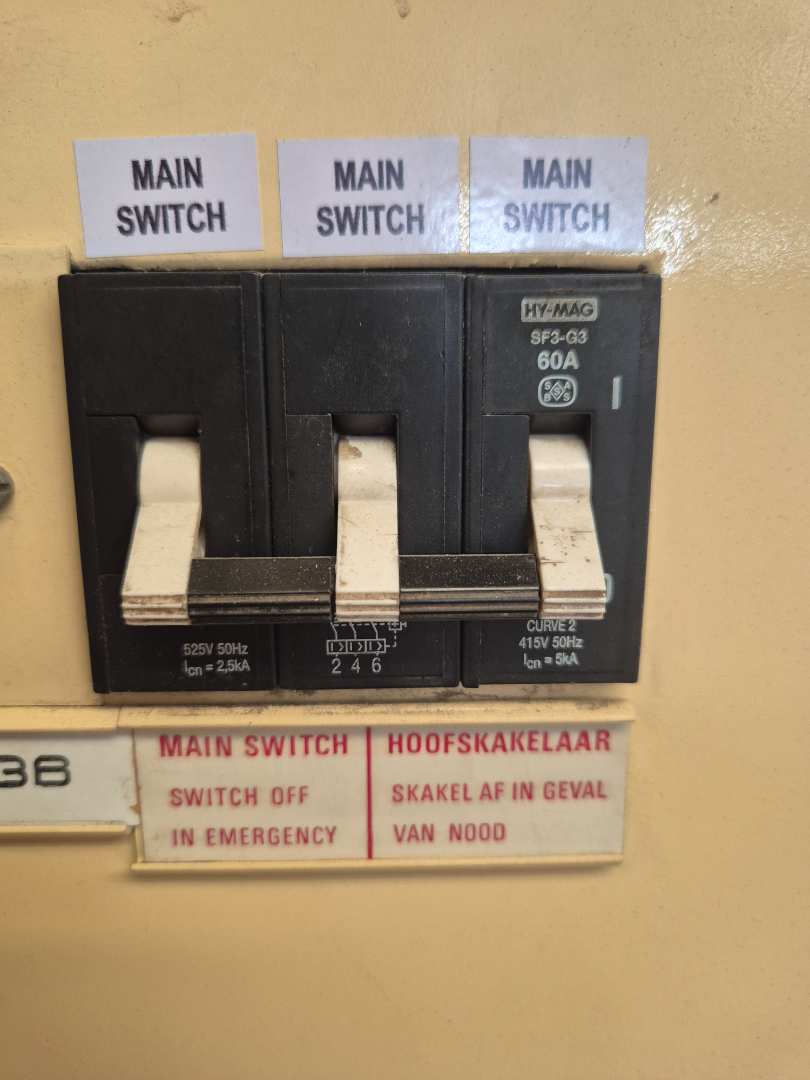 MAIN
SWITCH
MAIN
SWITCH
MAIN
SWITCH
HY-MAG
SF3-G3
60A
SABS
I
525V 50Hz
Icn = 2,5kA
2 4 6
CURVE 2
415V 50Hz
Icn = 5kA
36
MAIN SWITCH
SWITCH OFF
IN EMERGENCY
HOOFSKAKELAAR
SKAKEL AF IN GEVAL
VAN NOOD